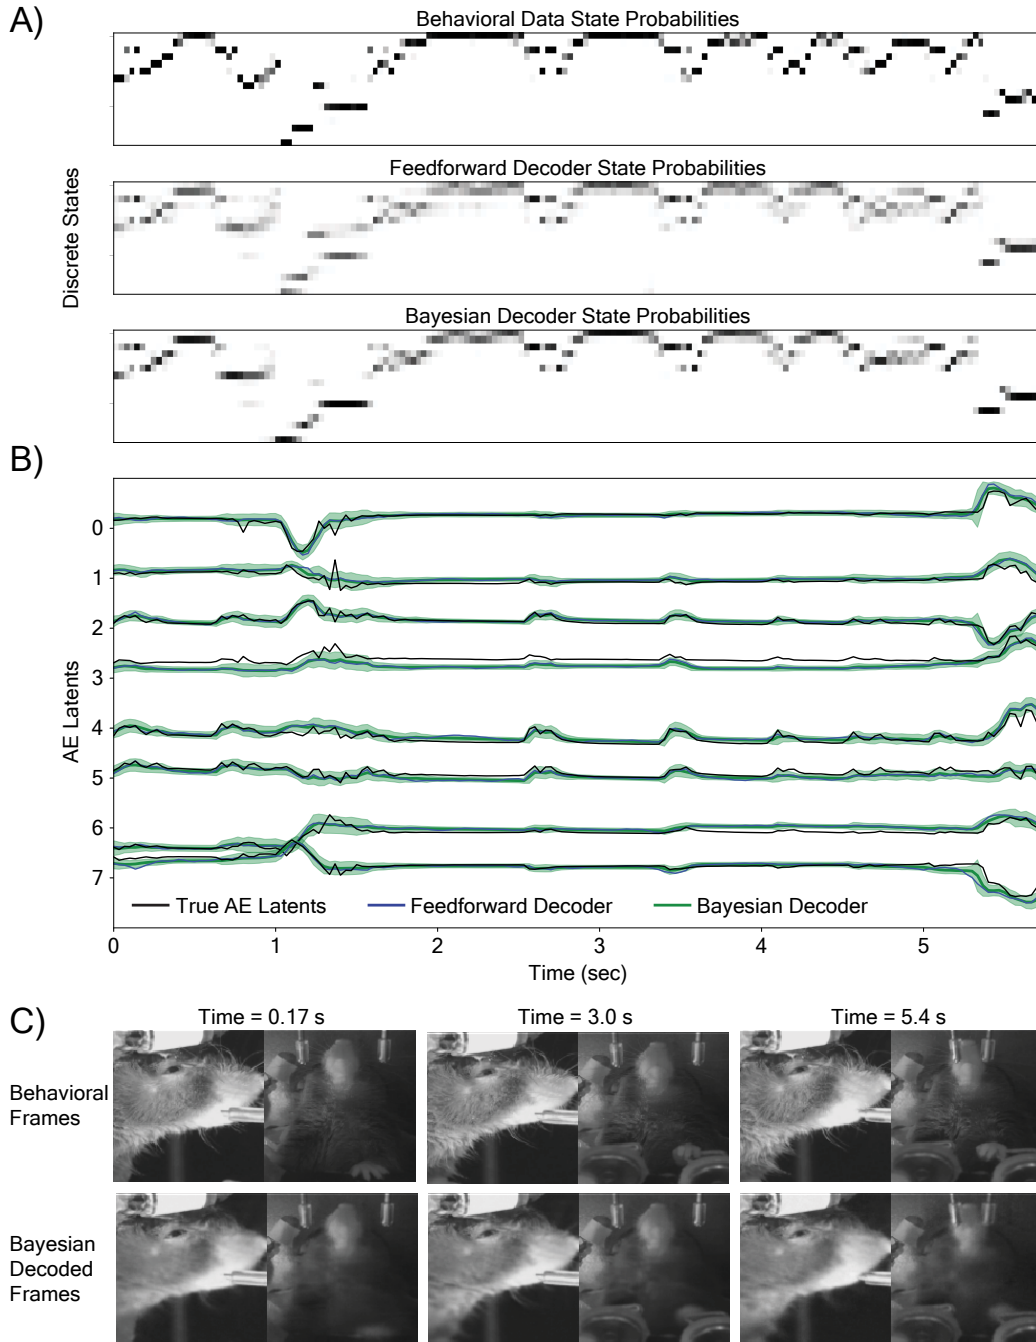 A)
Behavioral Data State Probabilities
Feedforward Decoder State Probabilities
Discrete States
Bayesian Decoder State Probabilities
B)
AE Latents
0
1
2
3
4
5
6
7
True AE Latents
Feedforward Decoder
Bayesian Decoder
0 1 2 3 4 5
Time (sec)
C)
Time = 0.17 s
Time = 3.0 s
Time = 5.4 s
Behavioral
Frames
Bayesian
Decoded
Frames